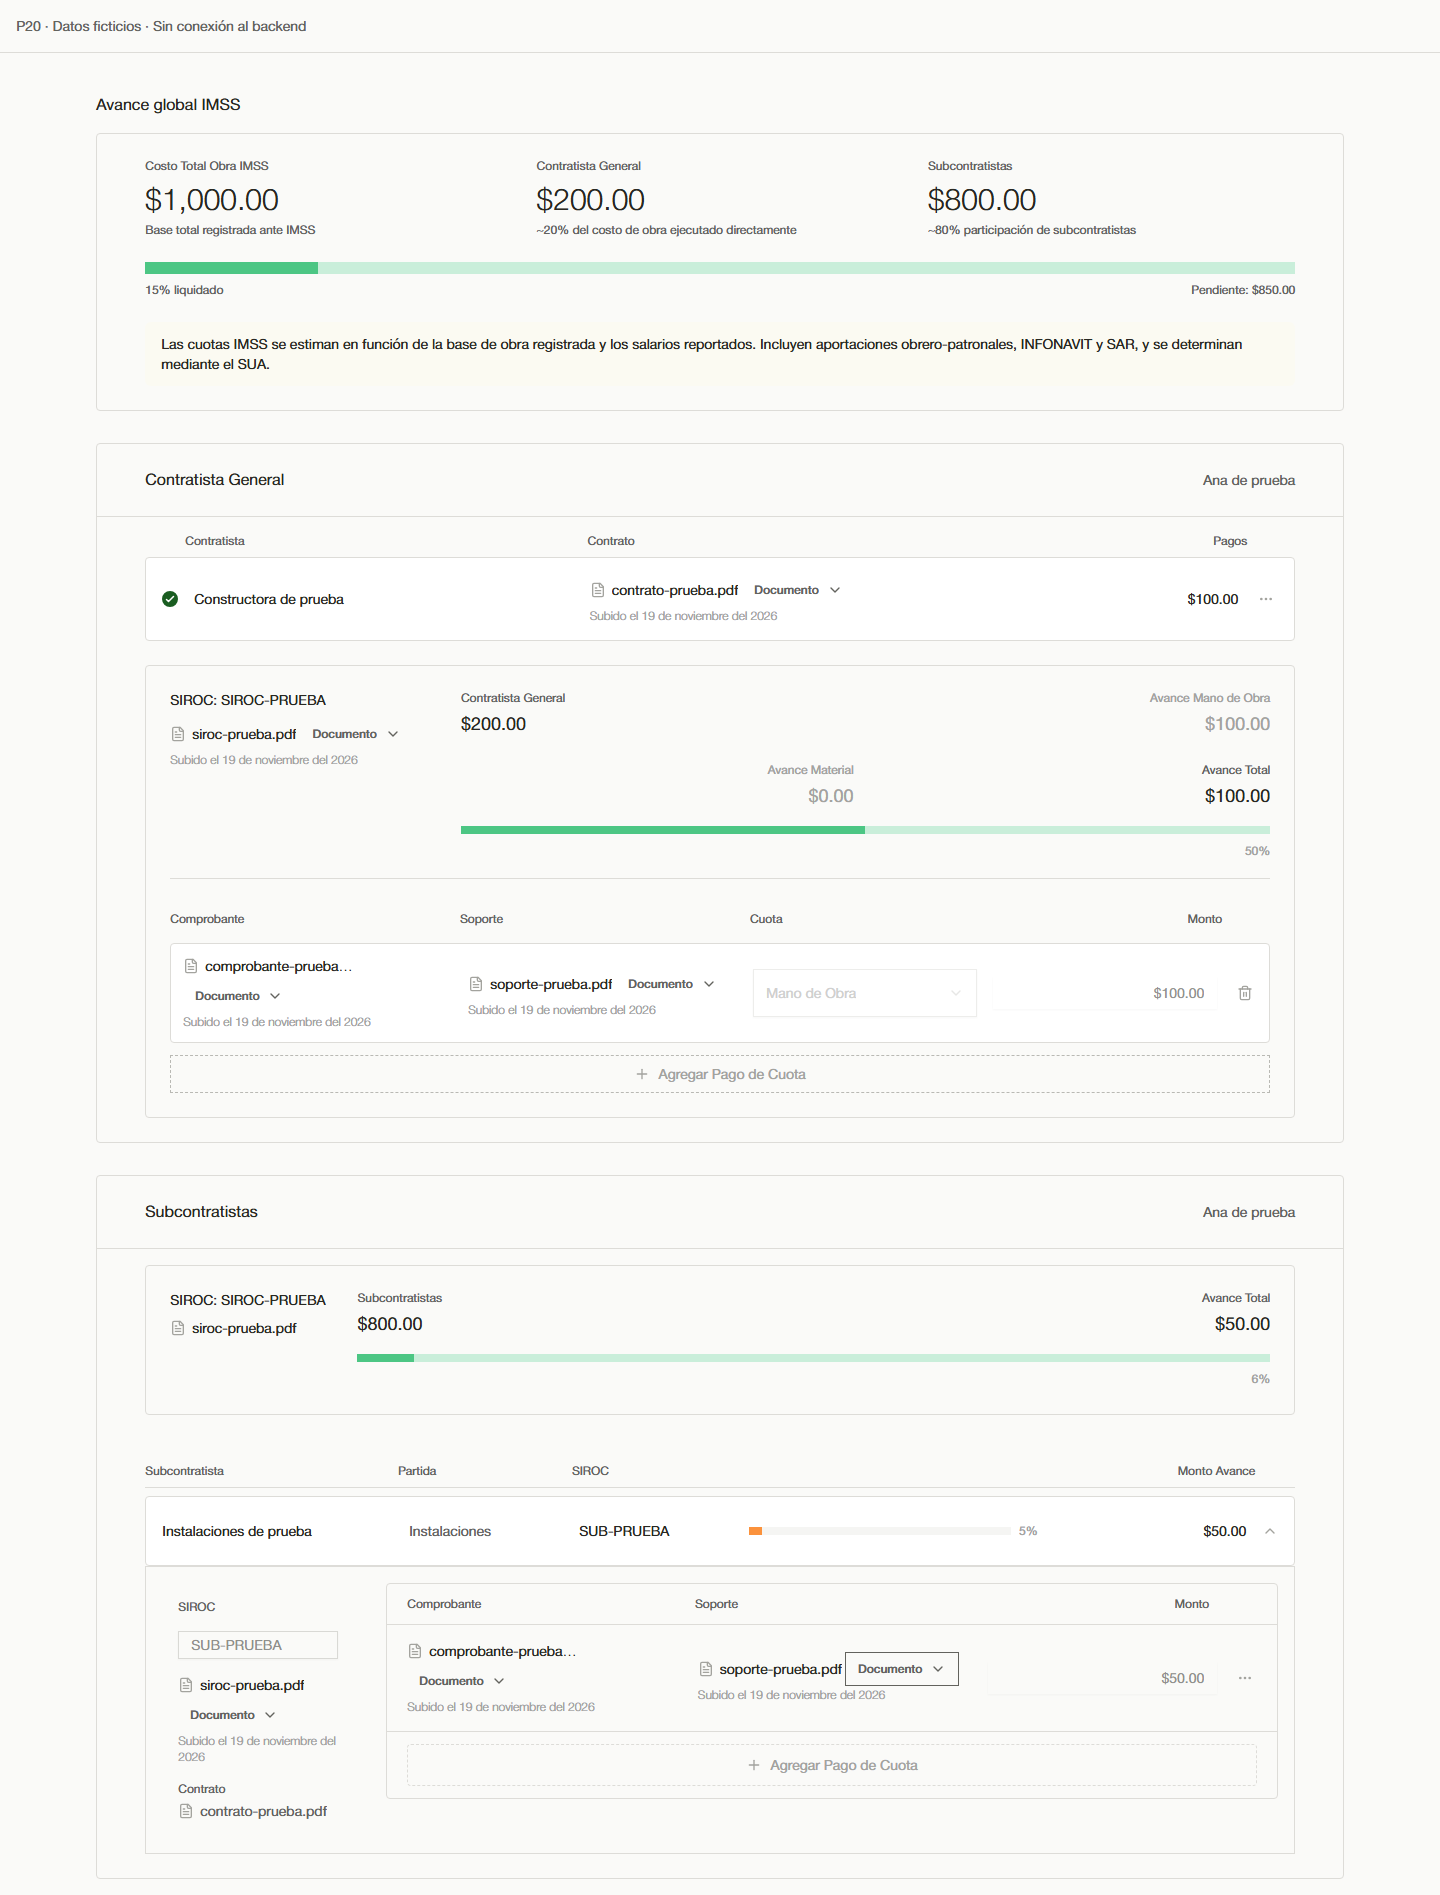 P20 · Datos ficticios · Sin conexión al backend
Avance global IMSS
Costo Total Obra IMSS
$1,000.00
Base total registrada ante IMSS
Contratista General
$200.00
~20% del costo de obra ejecutado directamente
Subcontratistas
$800.00
~80% participación de subcontratistas
15% liquidado
Pendiente: $850.00
Las cuotas IMSS se estiman en función de la base de obra registrada y los salarios reportados. Incluyen aportaciones obrero-patronales, INFONAVIT y SAR, y se determinan
mediante el SUA.
Contratista General
Ana de prueba
Contratista
Contrato
Pagos
Constructora de prueba
contrato-prueba.pdf
Documento
Subido el 19 de noviembre del 2026
$100.00
SIROC: SIROC-PRUEBA
siroc-prueba.pdf
Documento
Subido el 19 de noviembre del 2026
Contratista General
$200.00
Avance Mano de Obra
$100.00
Avance Material
$0.00
Avance Total
$100.00
50%
Comprobante
Soporte
Cuota
Monto
comprobante-prueba…
Documento
Subido el 19 de noviembre del 2026
soporte-prueba.pdf
Documento
Subido el 19 de noviembre del 2026
Mano de Obra
$100.00
Agregar Pago de Cuota
Subcontratistas
Ana de prueba
SIROC: SIROC-PRUEBA
siroc-prueba.pdf
Subcontratistas
$800.00
Avance Total
$50.00
6%
Subcontratista
Partida
SIROC
Monto Avance
Instalaciones de prueba
Instalaciones
SUB-PRUEBA
5%
$50.00
SIROC
SUB-PRUEBA
siroc-prueba.pdf
Documento
Subido el 19 de noviembre del
2026
Contrato
contrato-prueba.pdf
Comprobante
Soporte
Monto
comprobante-prueba…
Documento
Subido el 19 de noviembre del 2026
soporte-prueba.pdf
Documento
Subido el 19 de noviembre del 2026
$50.00
Agregar Pago de Cuota